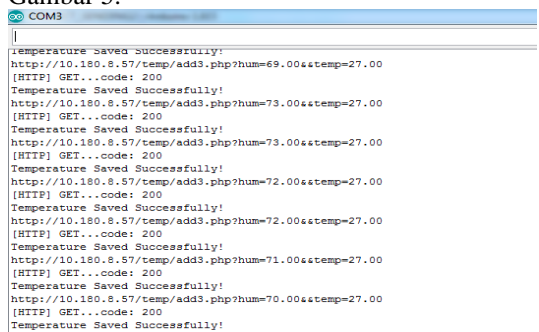 Gambar 5.
COM3
Temperature Saved Successfully!
http://10.180.8.57/temp/add3.php?hum=69.00&&temp=27.00
[HTTP] GET...code: 200
Temperature Saved Successfully!
http://10.180.8.57/temp/add3.php?hum=73.00&&temp=27.00
[HTTP] GET...code: 200
Temperature Saved Successfully!
http://10.180.8.57/temp/add3.php?hum=73.00&&temp=27.00
[HTTP] GET...code: 200
Temperature Saved Successfully!
http://10.180.8.57/temp/add3.php?hum=72.00&&temp=27.00
[HTTP] GET...code: 200
Temperature Saved Successfully!
http://10.180.8.57/temp/add3.php?hum=72.00&&temp=27.00
[HTTP] GET...code: 200
Temperature Saved Successfully!
http://10.180.8.57/temp/add3.php?hum=71.00&&temp=27.00
[HTTP] GET...code: 200
Temperature Saved Successfully!
http://10.180.8.57/temp/add3.php?hum=70.00&&temp=27.00
[HTTP] GET...code: 200
Temperature Saved Successfully!